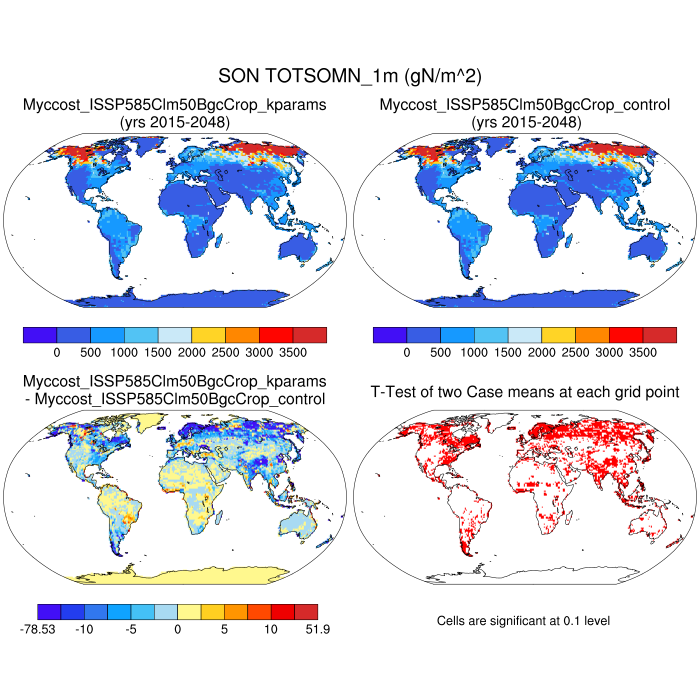 SON TOTSOMN_1m (gN/m^2)
Myccost_ISSP585Clm50BgcCrop_kparams
(yrs 2015-2048)
Myccost_ISSP585Clm50BgcCrop_control
(yrs 2015-2048)
0 500 1000 1500 2000 2500 3000 3500
0 500 1000 1500 2000 2500 3000 3500
Myccost_ISSP585Clm50BgcCrop_kparams
- Myccost_ISSP585Clm50BgcCrop_control
T-Test of two Case means at each grid point
-78.53 -10 -5 0 5 10 51.9
Cells are significant at 0.1 level